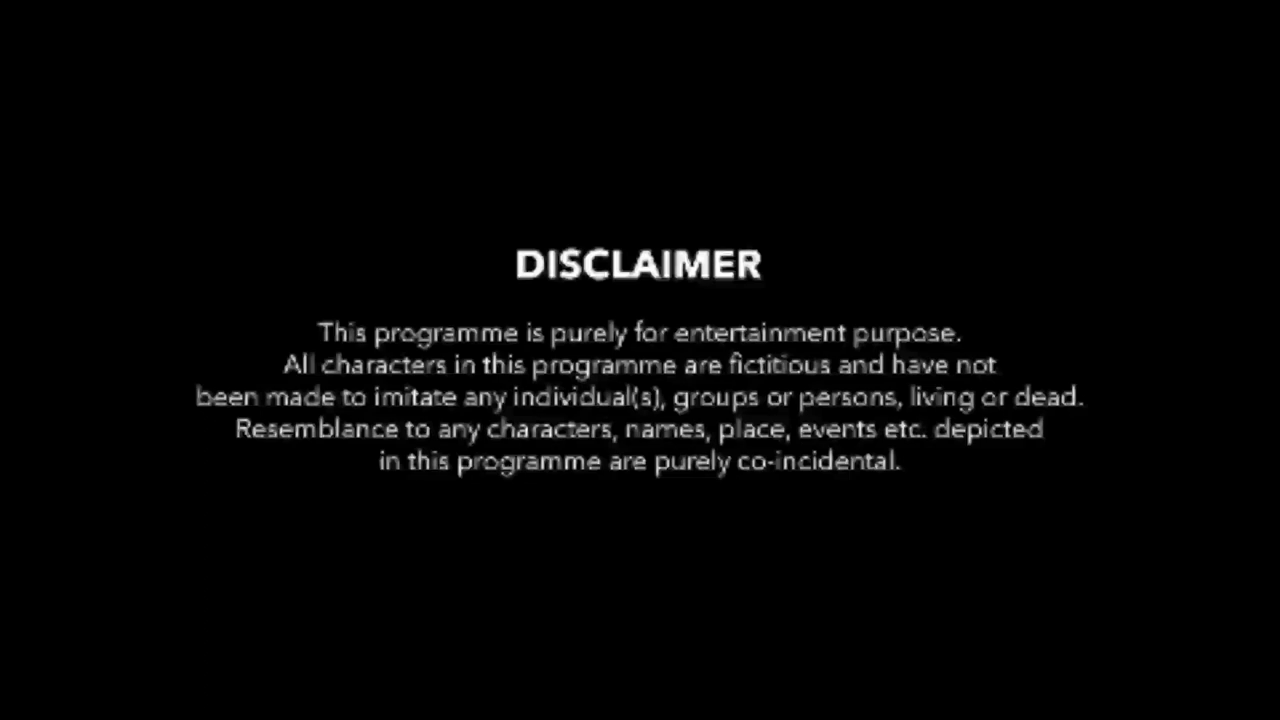 DISCLAIMER
This programme is purely for entertainment purpose.
All characters in this programme are fictitious and have not
been made to imitate any individual(s), groups or persons, living or dead.
Resemblance to any characters, names, place, events etc. depicted
in this programme are purely co-incidental.